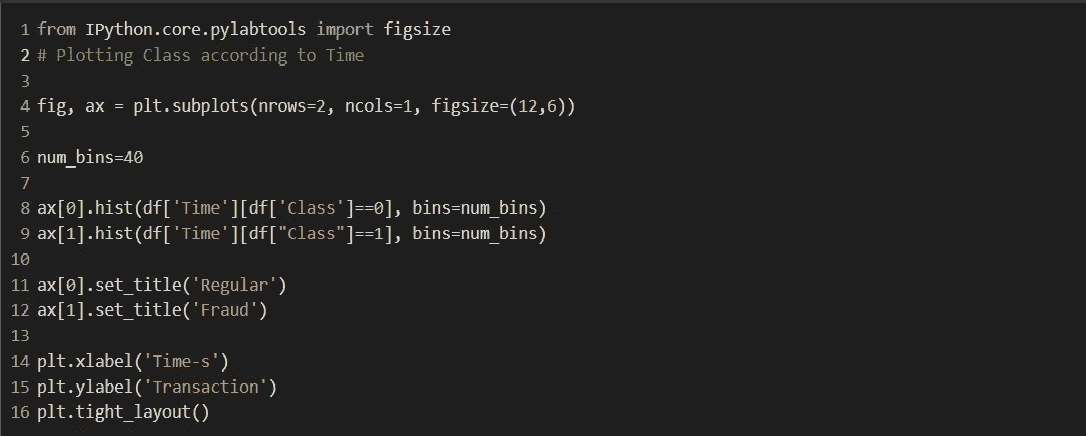 1 from IPython.core.pylabtools import figsize
2 # Plotting Class according to Time
3
4 fig, ax = plt.subplots(nrows=2, ncols=1, figsize=(12,6))
5
6 num_bins=40
7
8 ax[0].hist(df['Time'][df['Class']==0], bins=num_bins)
9 ax[1].hist(df['Time'][df["Class"]==1], bins=num_bins)
10
11 ax[0].set_title('Regular')
12 ax[1].set_title('Fraud')
13
14 plt.xlabel('Time-s')
15 plt.ylabel('Transaction')
16 plt.tight_layout()